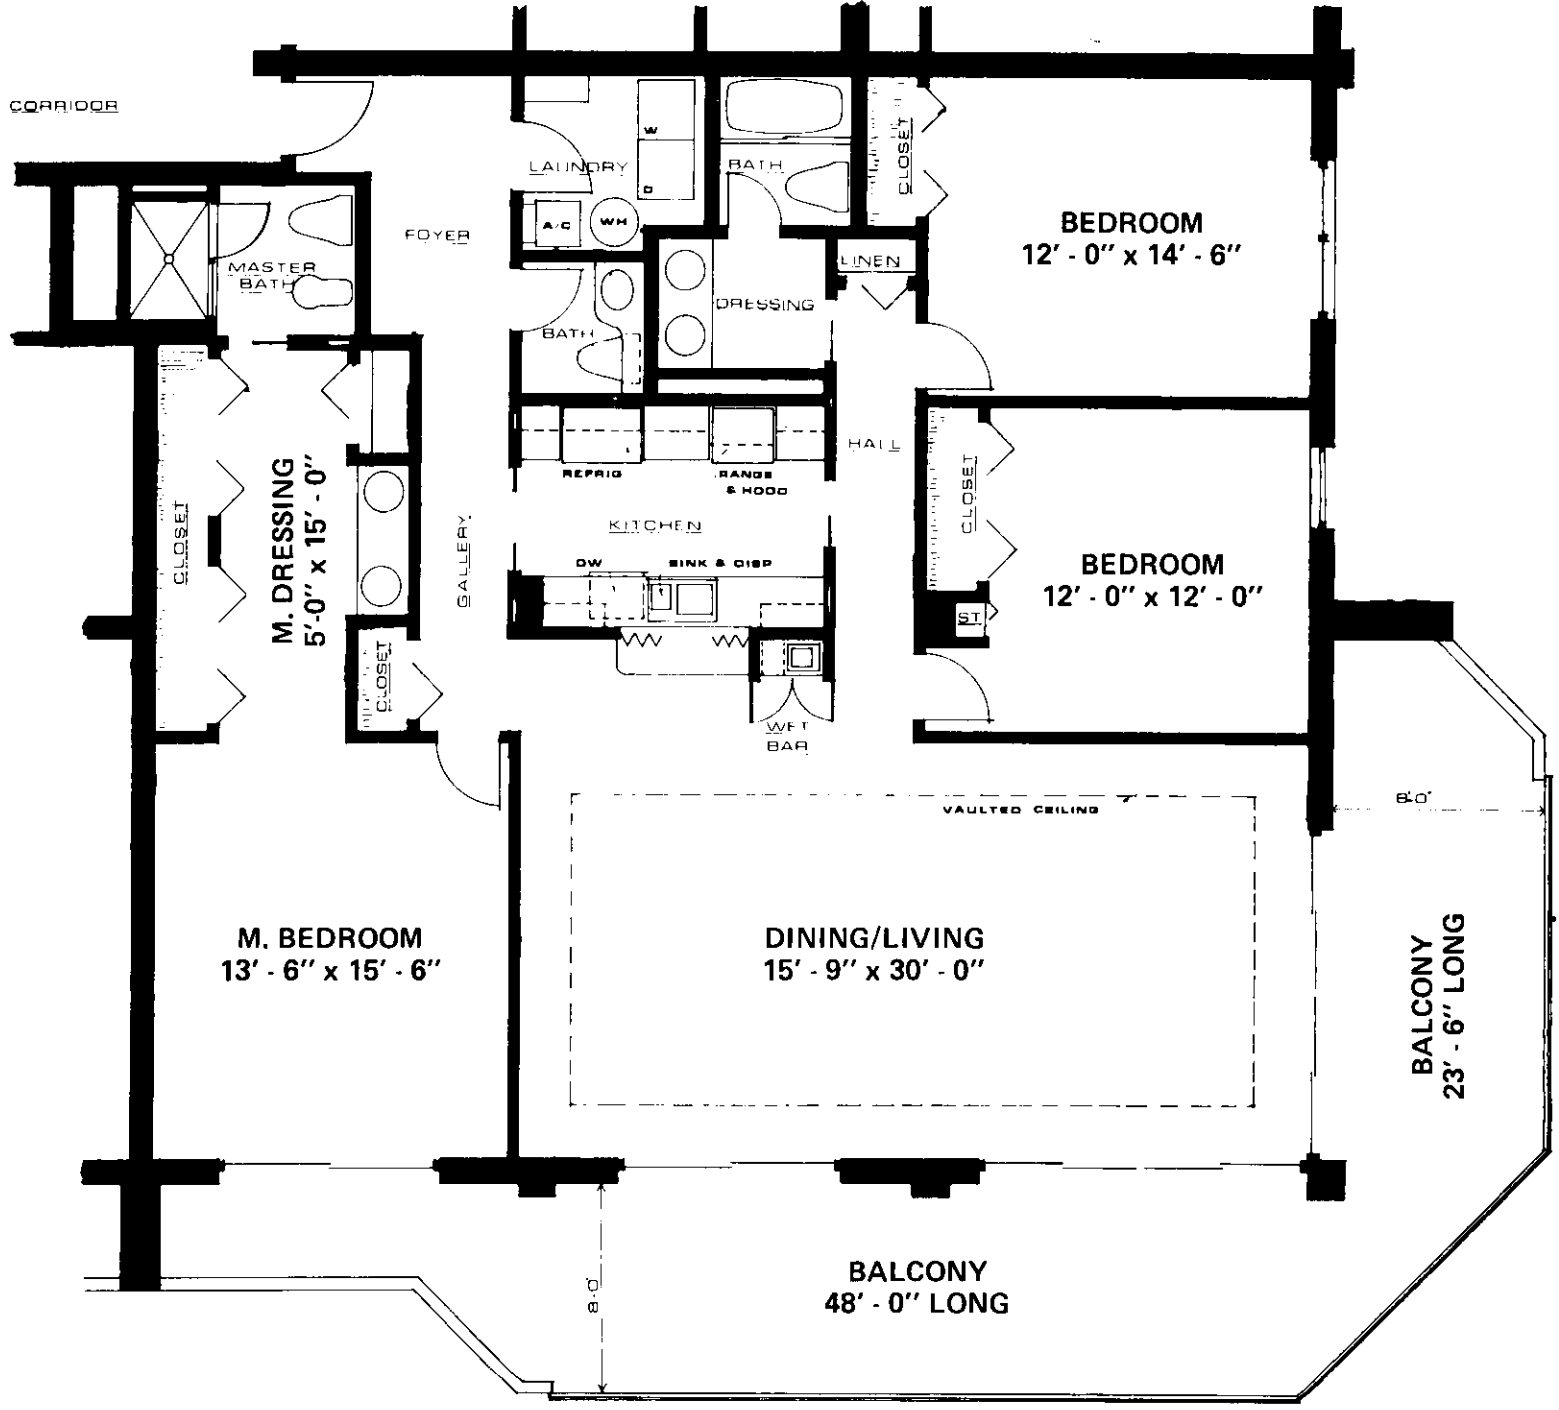 CORRIDOR
W
D
LAUNDRY
A/C
WH
BATH
CLOSET
BEDROOM
12' - 0" x 14' - 6"
FOYER
MASTER
BATH
LINEN
DRESSING
BATH
HALL
REFRIG
RANGE
& HOOD
KITCHEN
DW
SINK & DISP
CLOSET
M. DRESSING
5'-0" x 15' - 0"
GALLERY
CLOSET
BEDROOM
12' - 0" x 12' - 0"
ST
CLOSET
WET
BAR
VAULTED CEILING
8'-0"
M. BEDROOM
13' - 6" x 15' - 6"
DINING/LIVING
15' - 9" x 30' - 0"
BALCONY
23' - 6" LONG
BALCONY
48' - 0" LONG
8'-0"